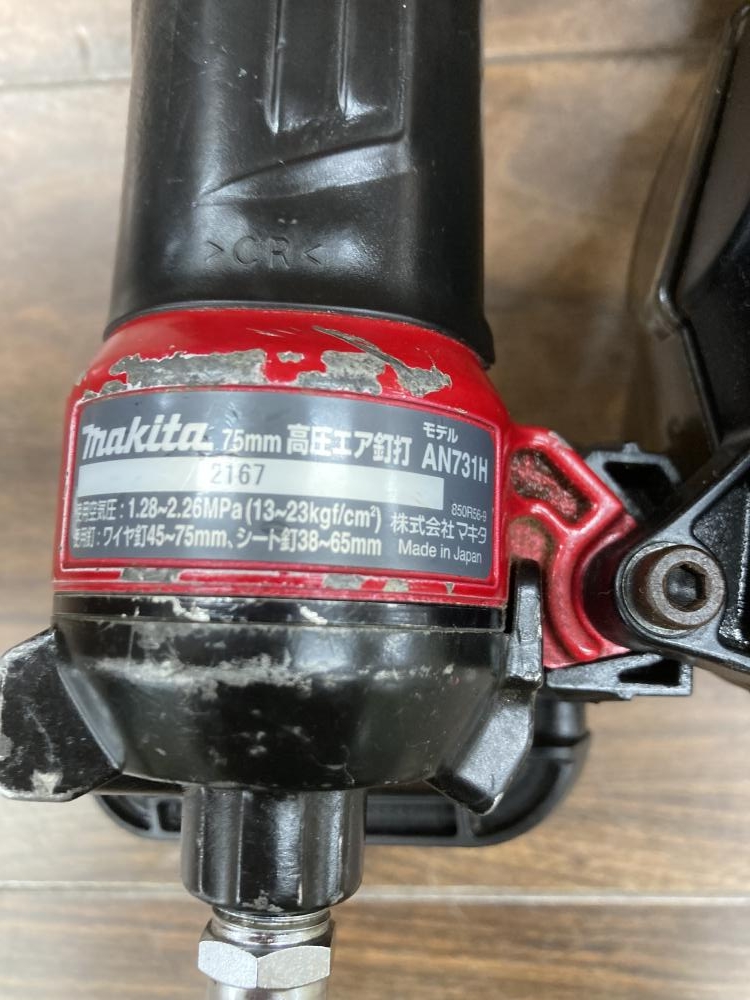 >CR<
makita 75mm 高圧エア釘打 モデル AN731H
2167
使用空気圧：1.28~2.26MPa(13~23kgf/cm²)
使用釘：ワイヤ釘45~75mm、シート釘38~65mm
850R56-9
株式会社マキタ
Made in Japan